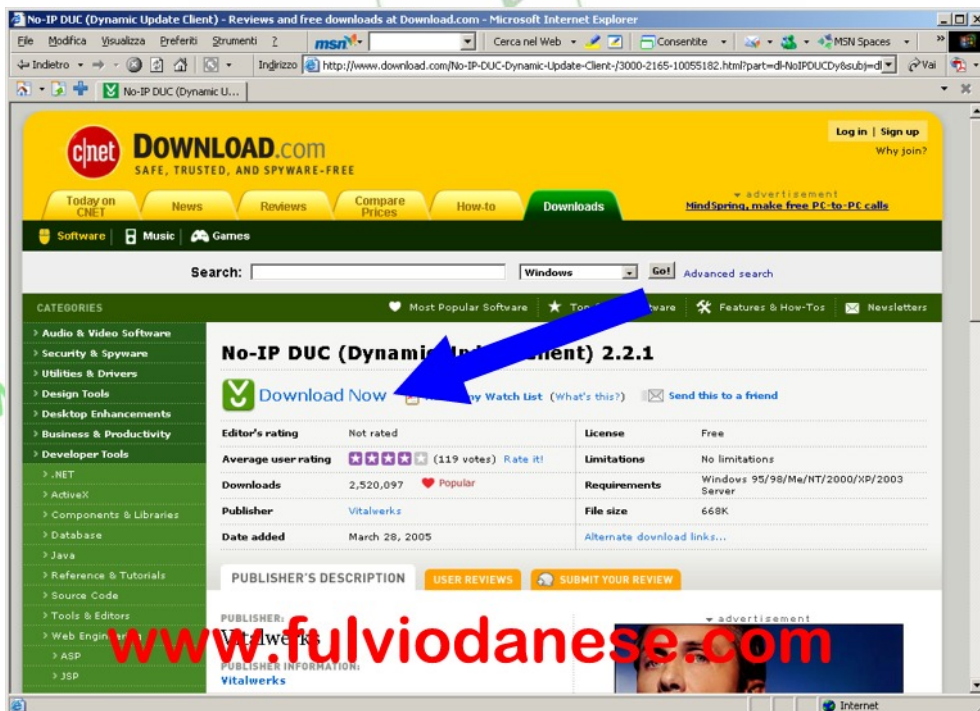 No-IP DUC (Dynamic Update Client) - Reviews and free downloads at Download.com - Microsoft Internet Explorer
File Modifica Visualizza Preferiti Strumenti ? msn Cerca nel Web Consentite MSN Spaces »
Indietro Indirizzo http://www.download.com/No-IP-DUC-Dynamic-Update-Client-/3000-2165-10055182.html?part=dl-NoIPDUCDy&subj=dl Vai
No-IP DUC (Dynamic U...
Log in | Sign up
Why join?
c|net DOWNLOAD.com
SAFE, TRUSTED, AND SPYWARE-FREE
Today on CNET News Reviews Compare Prices How-to Downloads
advertisement
MindSpring, make free PC-to-PC calls
Software Music Games
Search: Windows Go! Advanced search
CATEGORIES Most Popular Software Features & How-Tos Newsletters
Audio & Video Software
Security & Spyware
Utilities & Drivers
Design Tools
Desktop Enhancements
Business & Productivity
Developer Tools
.NET
ActiveX
Components & Libraries
Database
Java
Reference & Tutorials
Source Code
Tools & Editors
ASP
JSP
No-IP DUC (Dynamic 2.2.1
Download Now my Watch List (What's this?) Send this to a friend
Editor's rating Not rated License Free
Average user rating (119 votes) Rate it! Limitations No limitations
Downloads 2,520,097 Popular Requirements Windows 95/98/Me/NT/2000/XP/2003 Server
Publisher Vitalwerks File size 668K
Date added March 28, 2005 Alternate download links...
PUBLISHER'S DESCRIPTION USER REVIEWS SUBMIT YOUR REVIEW
PUBLISHER:
Vitalwerks
PUBLISHER INFORMATION:
Vitalwerks
advertisement
www.fulviodanese.com
Internet